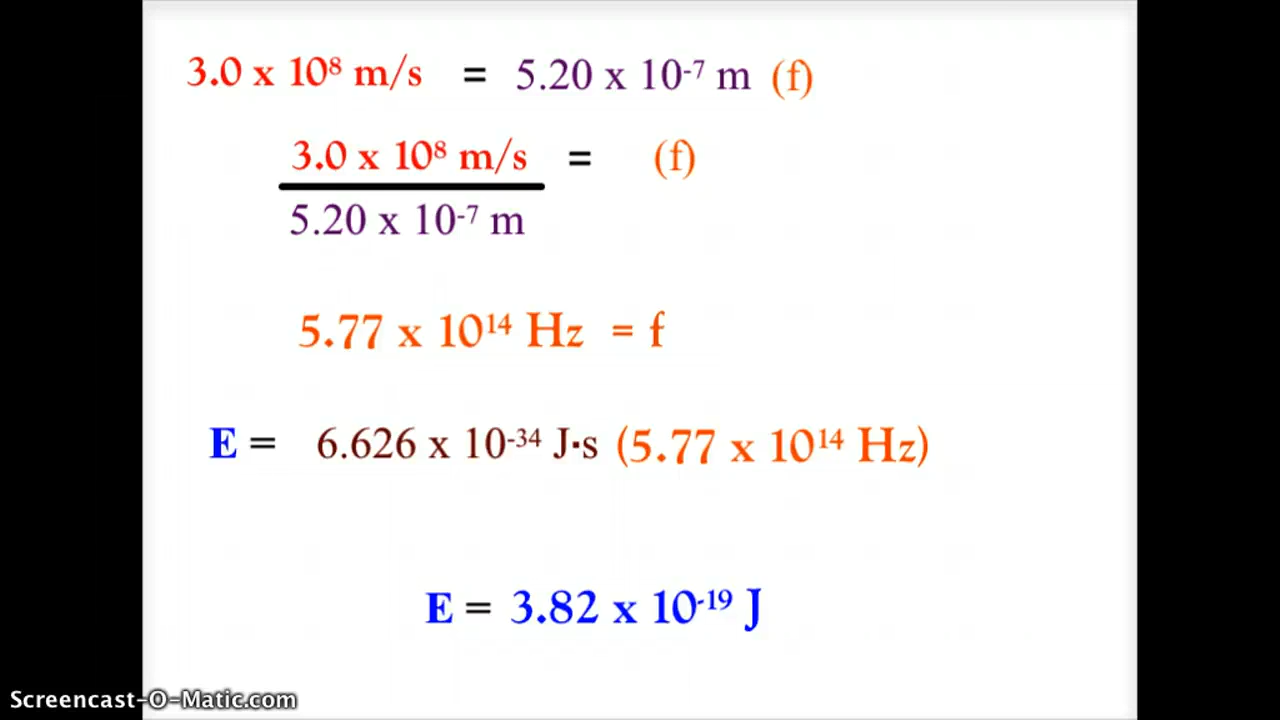 3.0 x 10⁸ m/s = 5.20 x 10⁻⁷ m (f)
3.0 x 10⁸ m/s = (f)
5.20 x 10⁻⁷ m
5.77 x 10¹⁴ Hz = f
E = 6.626 x 10⁻³⁴ J·s (5.77 x 10¹⁴ Hz)
E = 3.82 x 10⁻¹⁹ J
Screencast-O-Matic.com